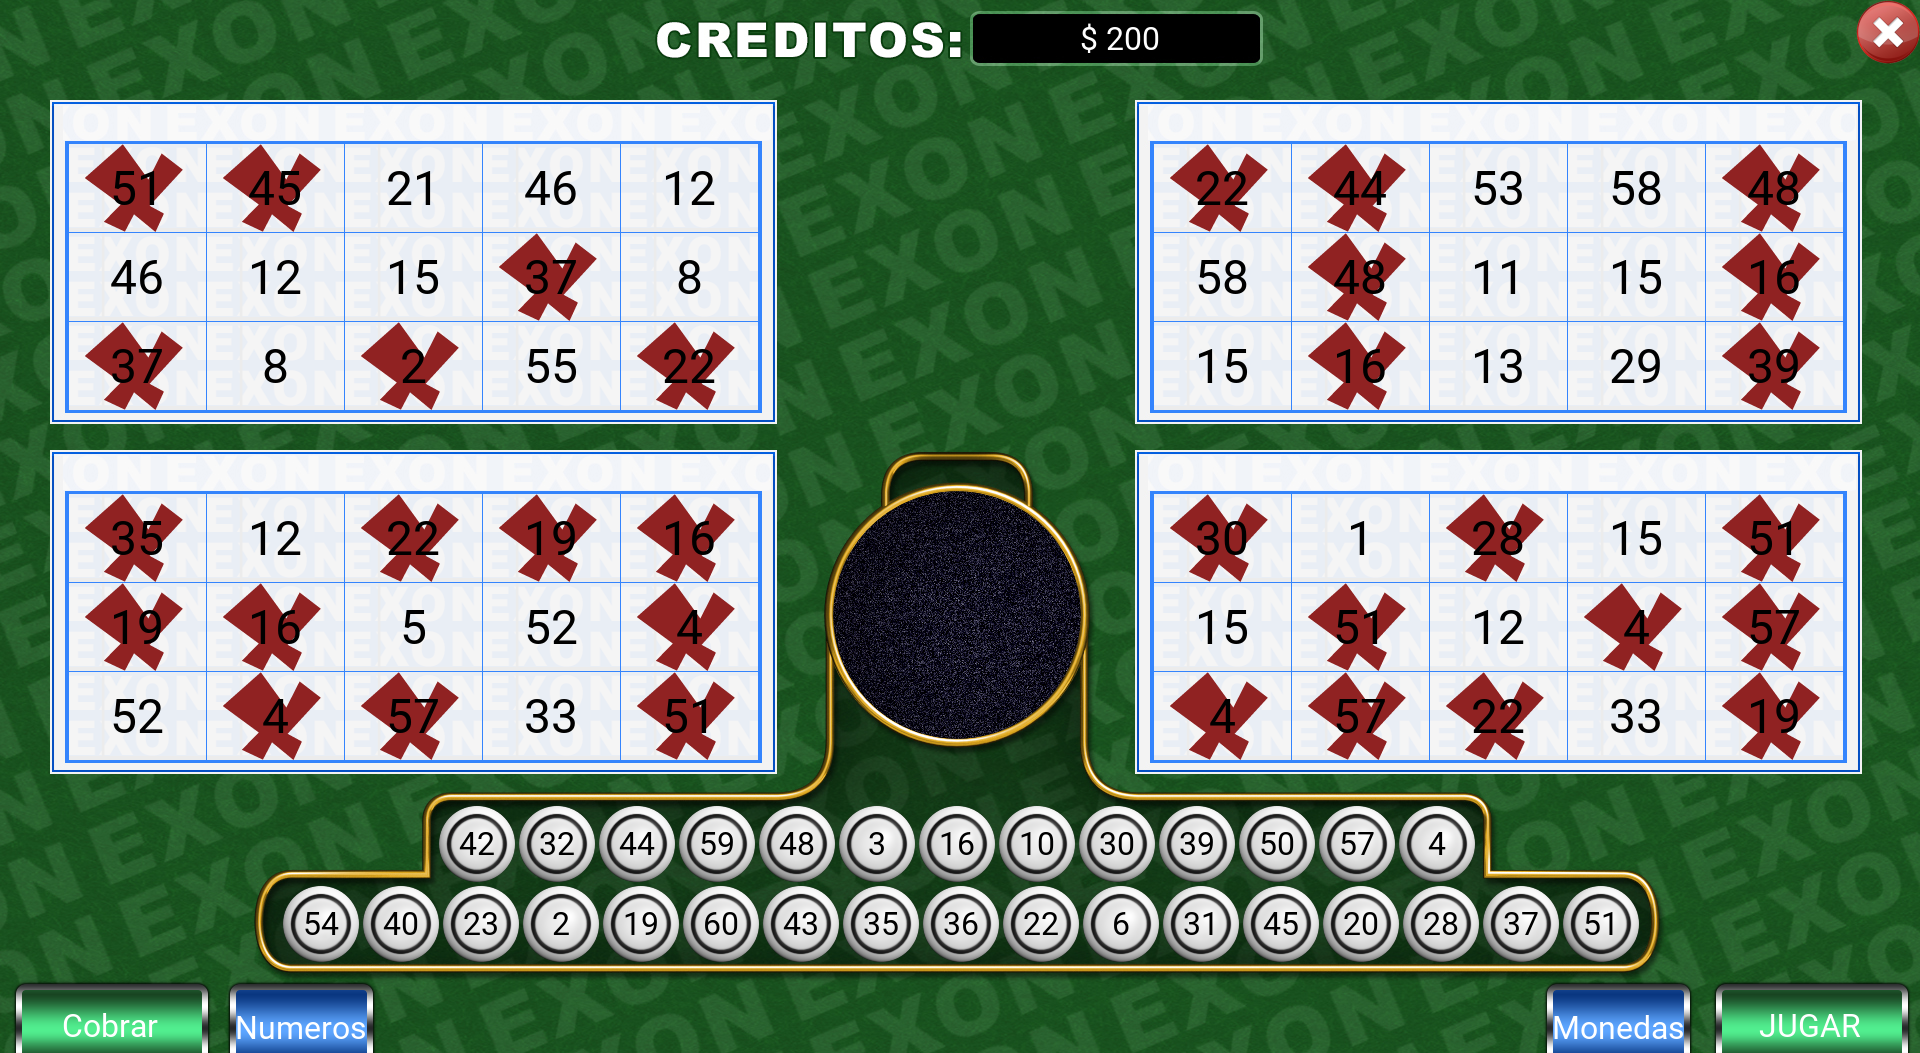 CREDITOS: $ 200
51 45 21 46 12
46 12 15 37 8
37 8 2 55 22
22 44 53 58 48
58 48 11 15 16
15 16 13 29 39
35 12 22 19 16
19 16 5 52 4
52 4 57 33 51
30 1 28 15 51
15 51 12 4 57
4 57 22 33 19
42 32 44 59 48 3 16 10 30 39 50 57 4
54 40 23 2 19 60 43 35 36 22 6 31 45 20 28 37 51
Cobrar Numeros Monedas JUGAR